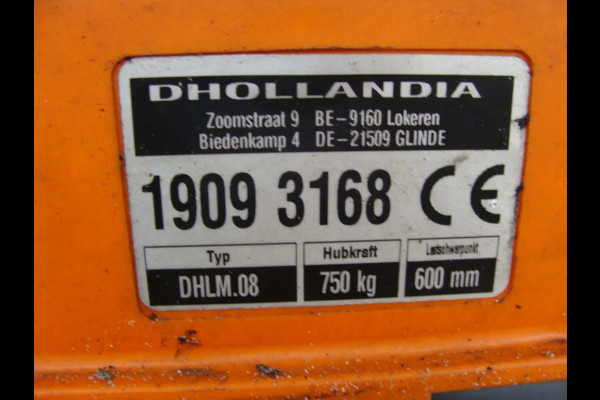 DHOLLANDIA
Zoomstraat 9 BE-9160 Lokeren
Biedenkamp 4 DE-21509 GLINDE
1909 3168 CE
Typ Hubkraft Lastschwerpunkt
DHLM.08 750 kg 600 mm